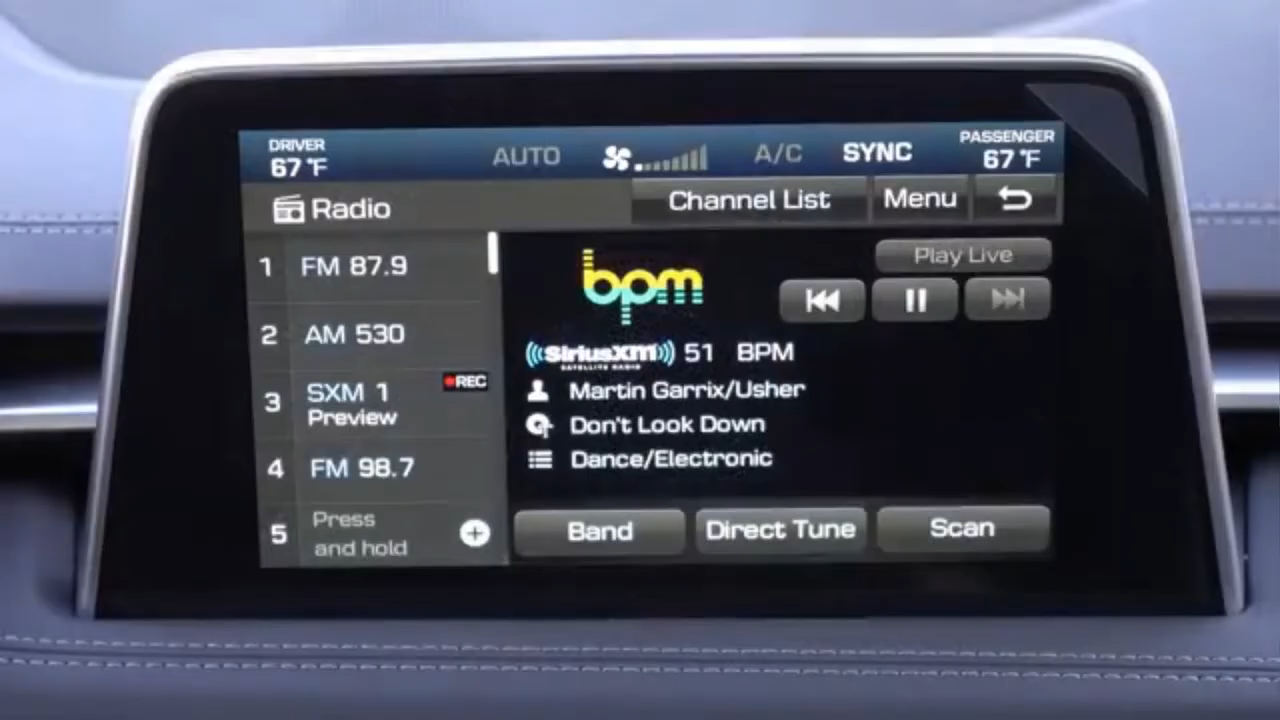 DRIVER
67 °F
AUTO
A/C
SYNC
PASSENGER
67 °F
Radio
Channel List
Menu
1 FM 87.9
2 AM 530
3 SXM 1
Preview
REC
4 FM 98.7
5 Press
and hold
bpm
Play Live
SiriusXM 51 BPM
SATELLITE RADIO
Martin Garrix/Usher
Don't Look Down
Dance/Electronic
Band
Direct Tune
Scan